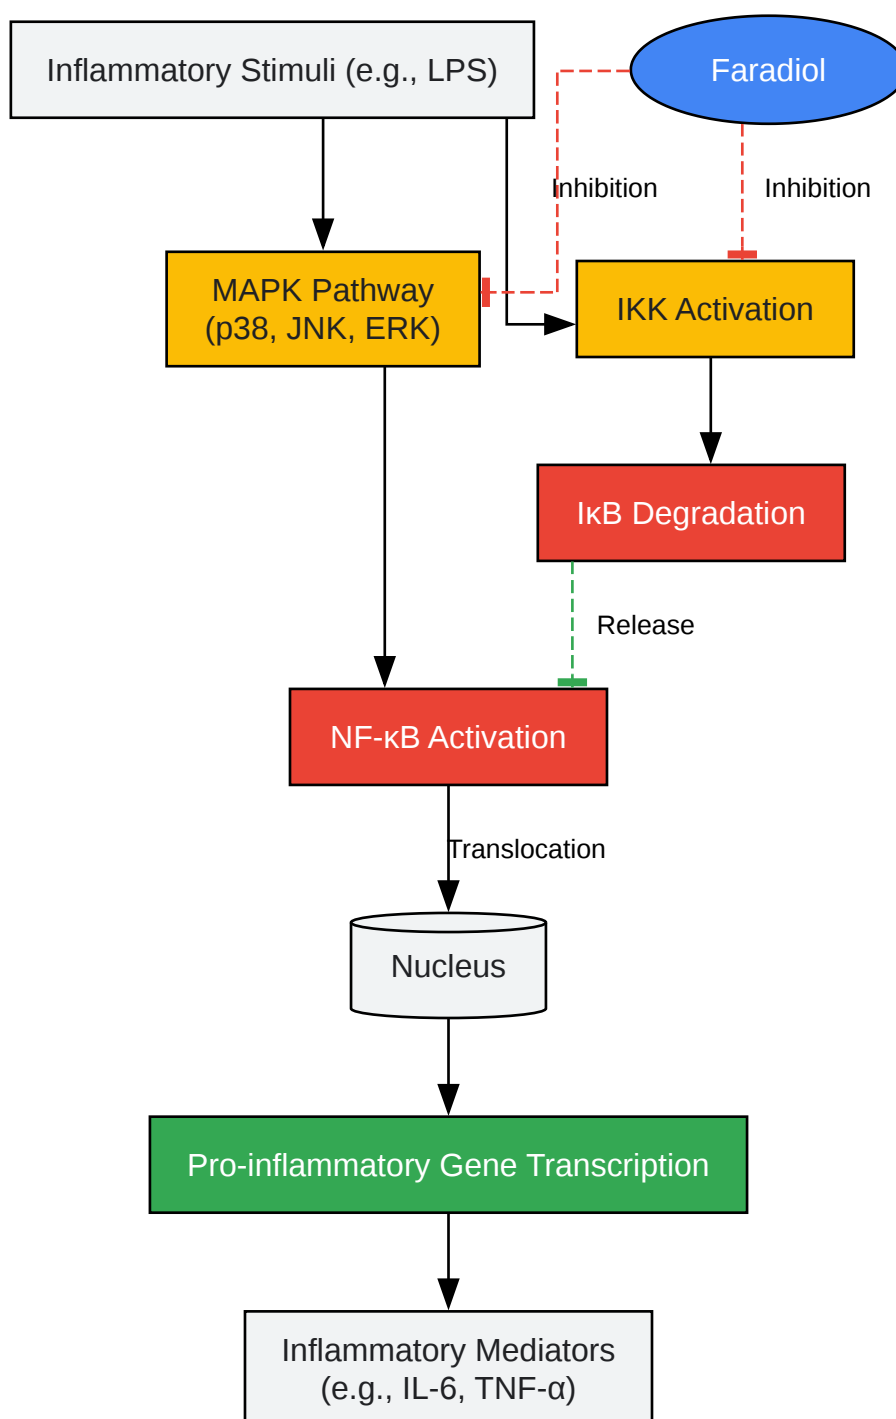 Inflammatory Stimuli (e.g., LPS)
Faradiol
Inhibition
Inhibition
MAPK Pathway
(p38, JNK, ERK)
IKK Activation
IκB Degradation
Release
NF-κB Activation
Translocation
Nucleus
Pro-inflammatory Gene Transcription
Inflammatory Mediators
(e.g., IL-6, TNF-α)